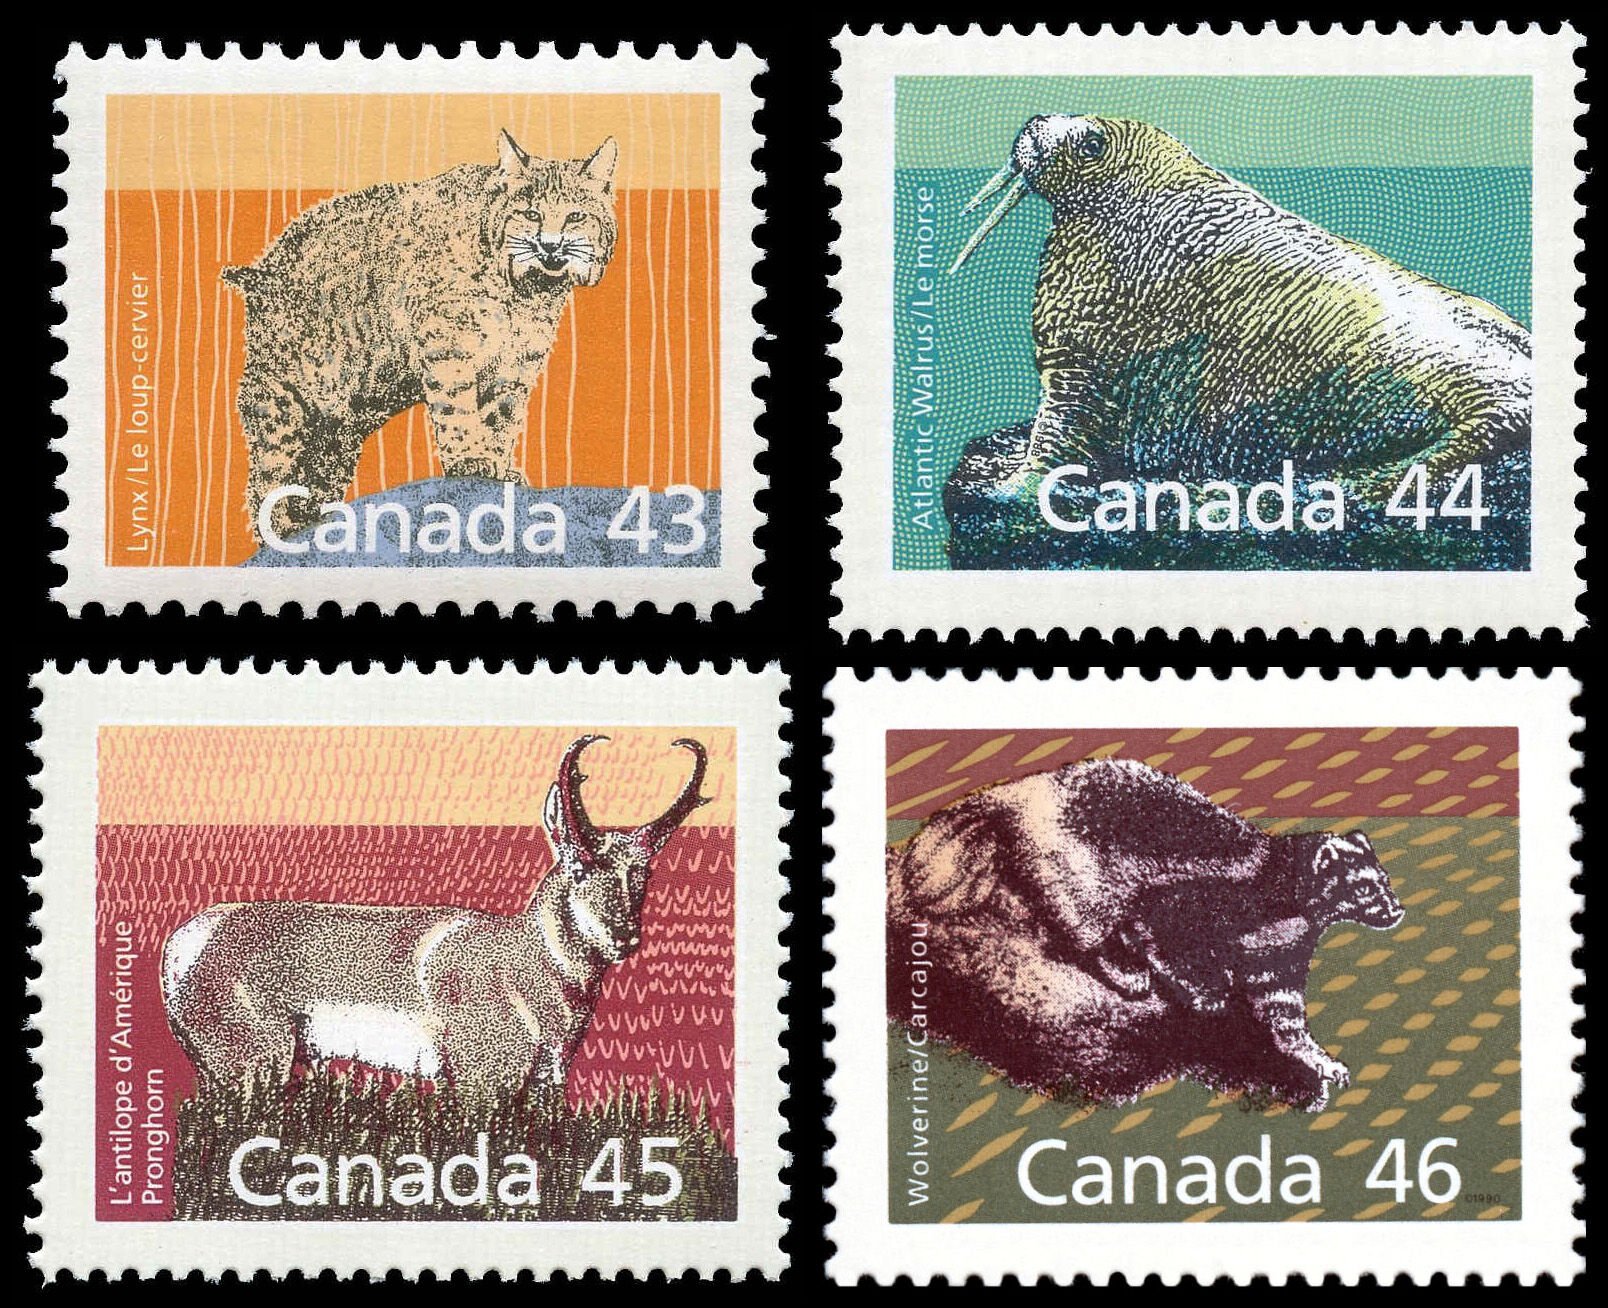 Lynx/Le loup-cervier
Canada 43
Atlantic Walrus/Le morse
Canada 44
L'antilope d'Amérique
Pronghorn
Canada 45
Wolverine/Carcajou
Canada 46
©1990